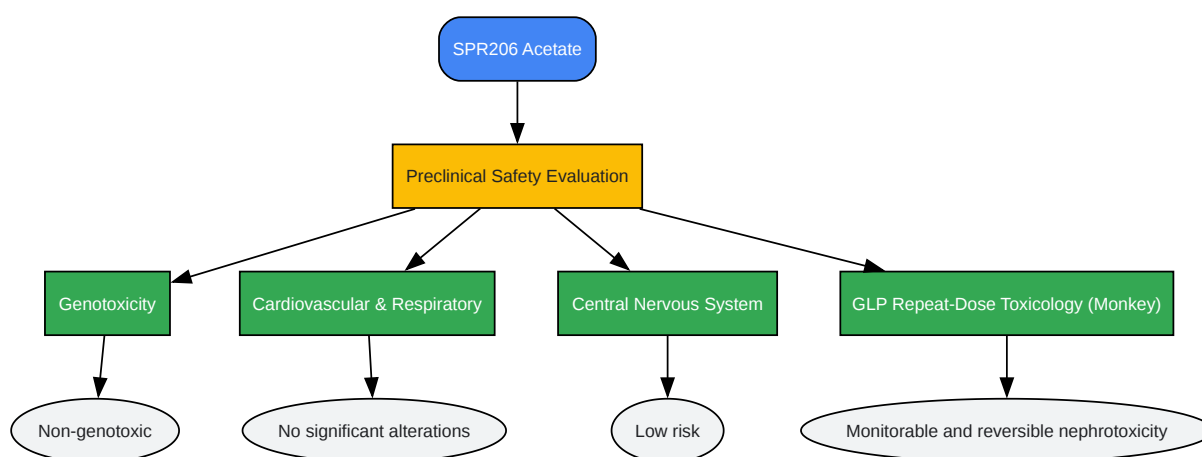 SPR206 Acetate
Preclinical Safety Evaluation
Genotoxicity
Cardiovascular & Respiratory
Central Nervous System
GLP Repeat-Dose Toxicology (Monkey)
Non-genotoxic
No significant alterations
Low risk
Monitorable and reversible nephrotoxicity